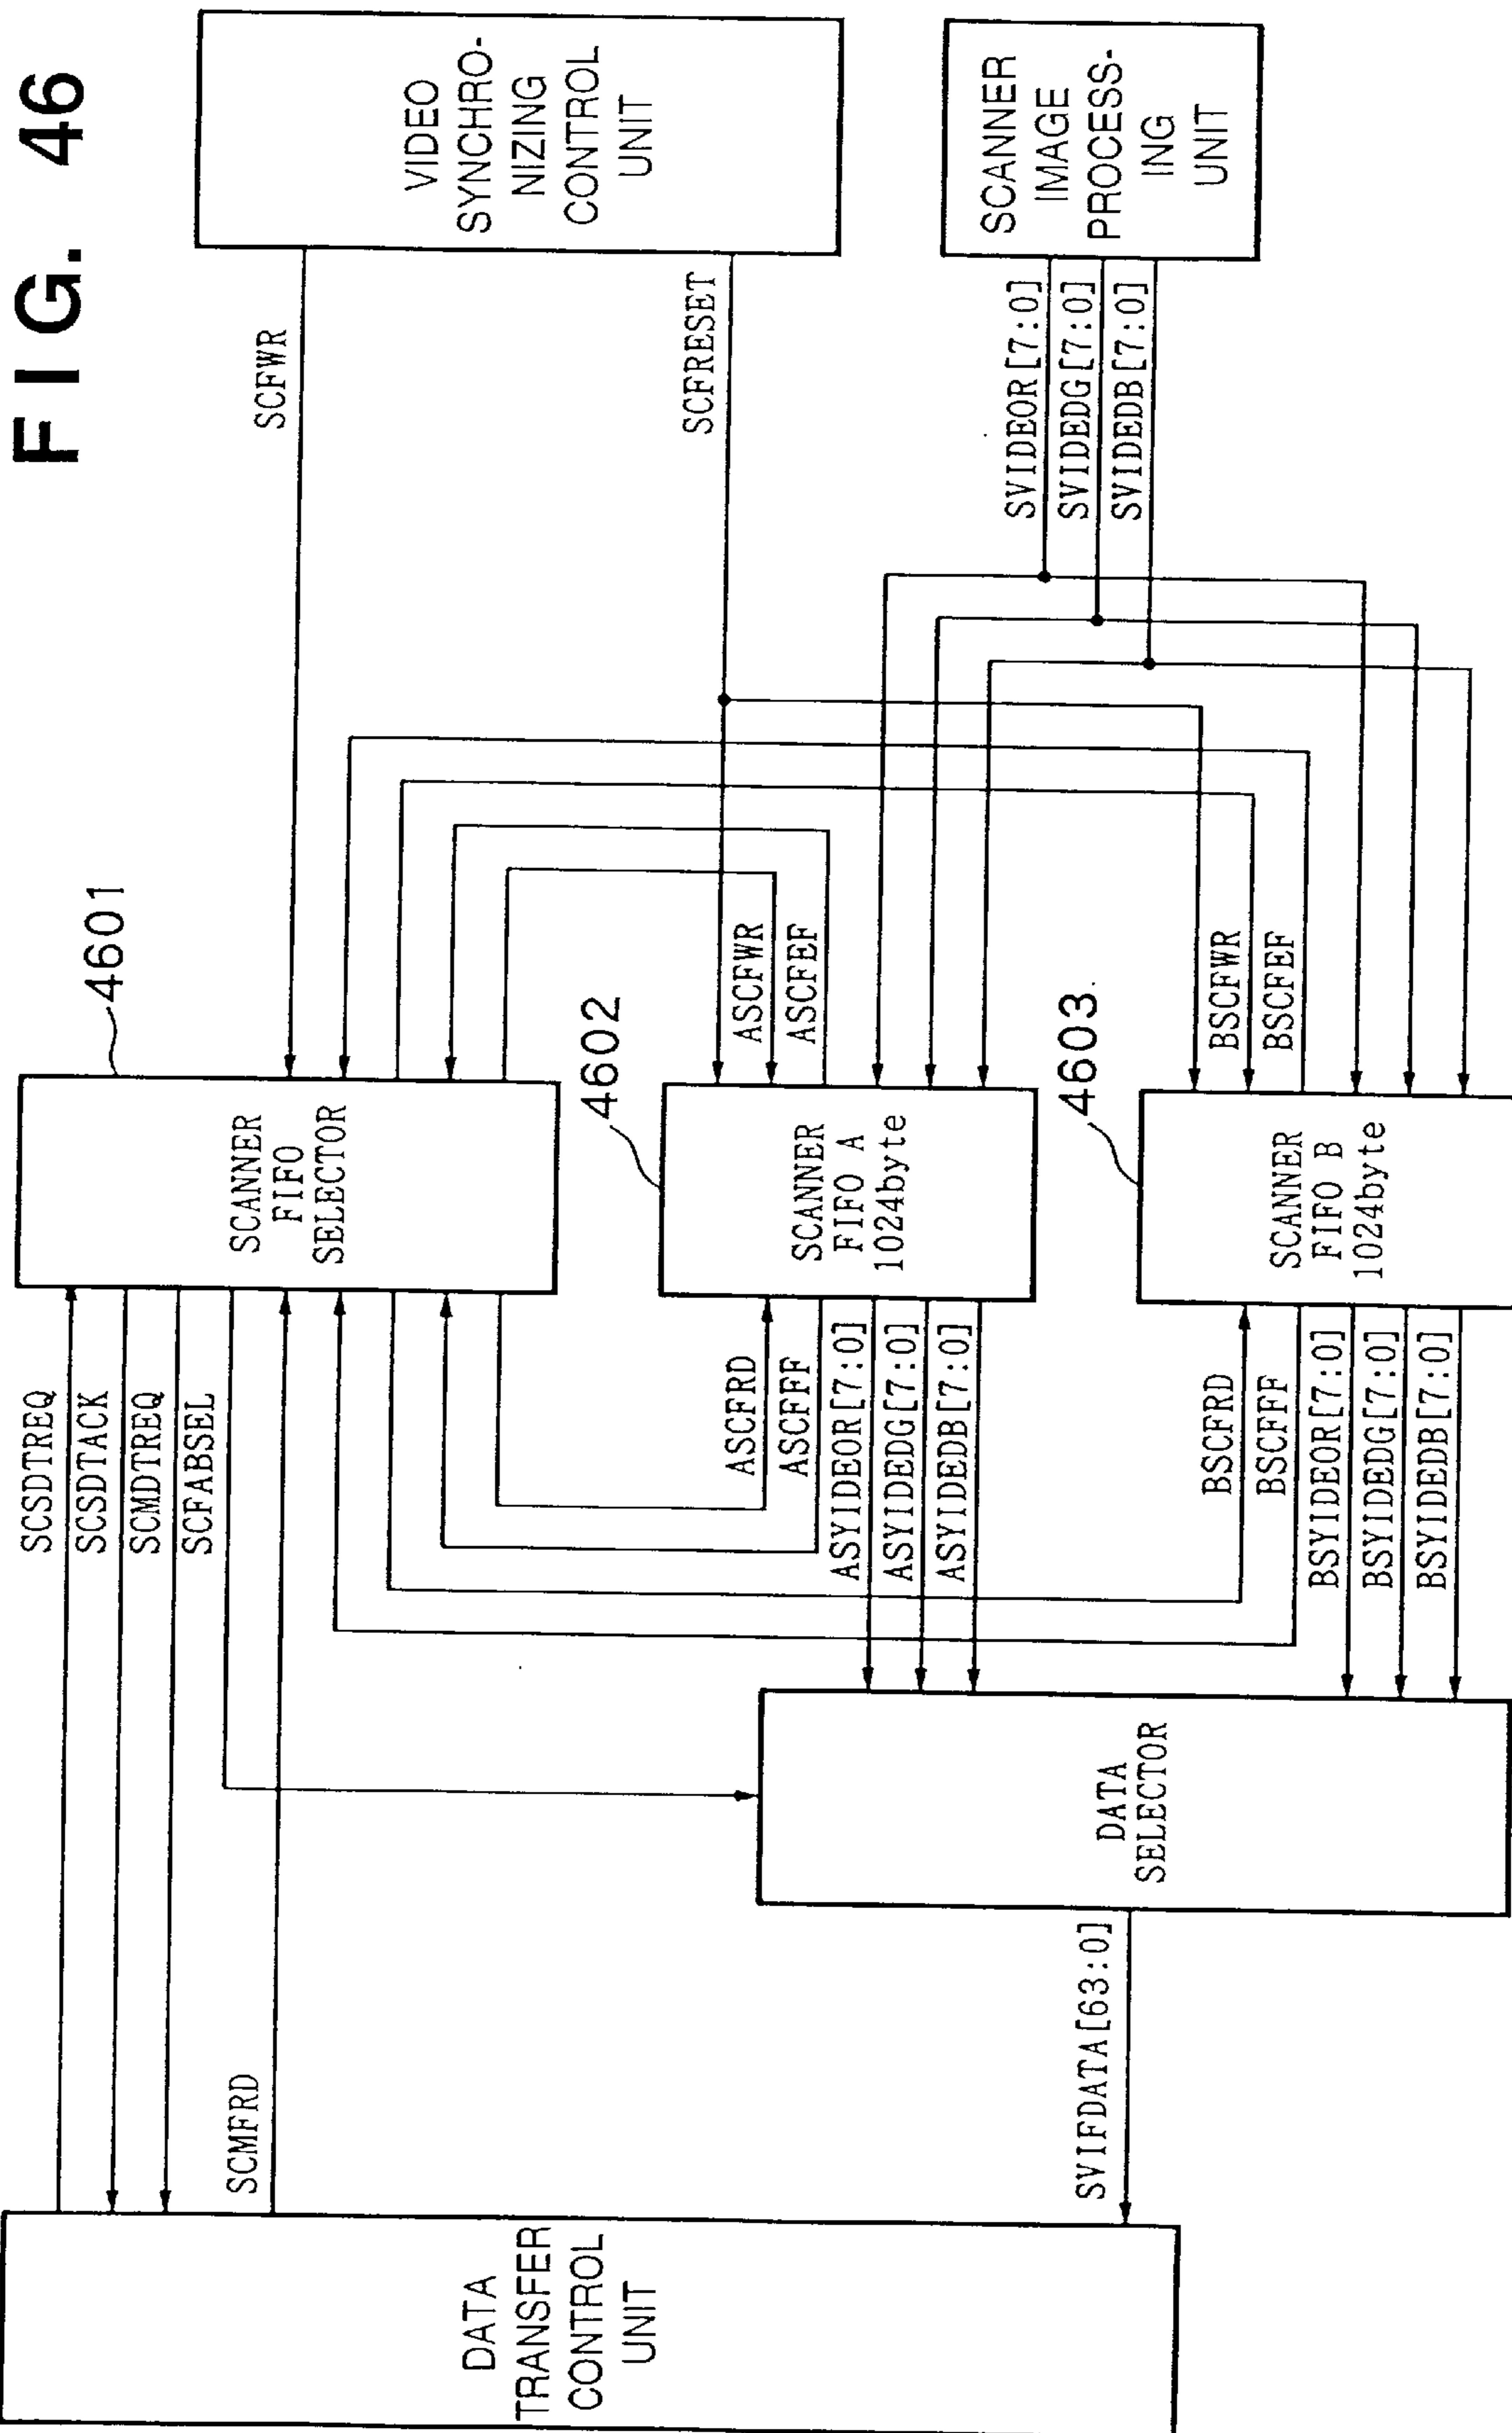 FIG. 46
DATA
TRANSFER
CONTROL
UNIT
SCSDTREQ
SCSDTACK
SCMDTREQ
SCFABSEL
SCMFRD
SVIFDATA[63:0]
DATA
SELECTOR
4601
SCANNER
FIFO
SELECTOR
SCFWR
VIDEO
SYNCHRO-
NIZING
CONTROL
UNIT
SCFRESET
4602
ASCFRD
ASCFFF
ASYIDEOR[7:0]
ASYIDEDG[7:0]
ASYIDEDB[7:0]
SCANNER
FIFO A
1024byte
ASCFWR
ASCFEF
SVIDEOR[7:0]
SVIDEDG[7:0]
SVIDEDB[7:0]
SCANNER
IMAGE
PROCESS-
ING
UNIT
4603
BSCFRD
BSCFFF
BSYIDEOR[7:0]
BSYIDEDG[7:0]
BSYIDEDB[7:0]
SCANNER
FIFO B
1024byte
BSCFWR
BSCFEF